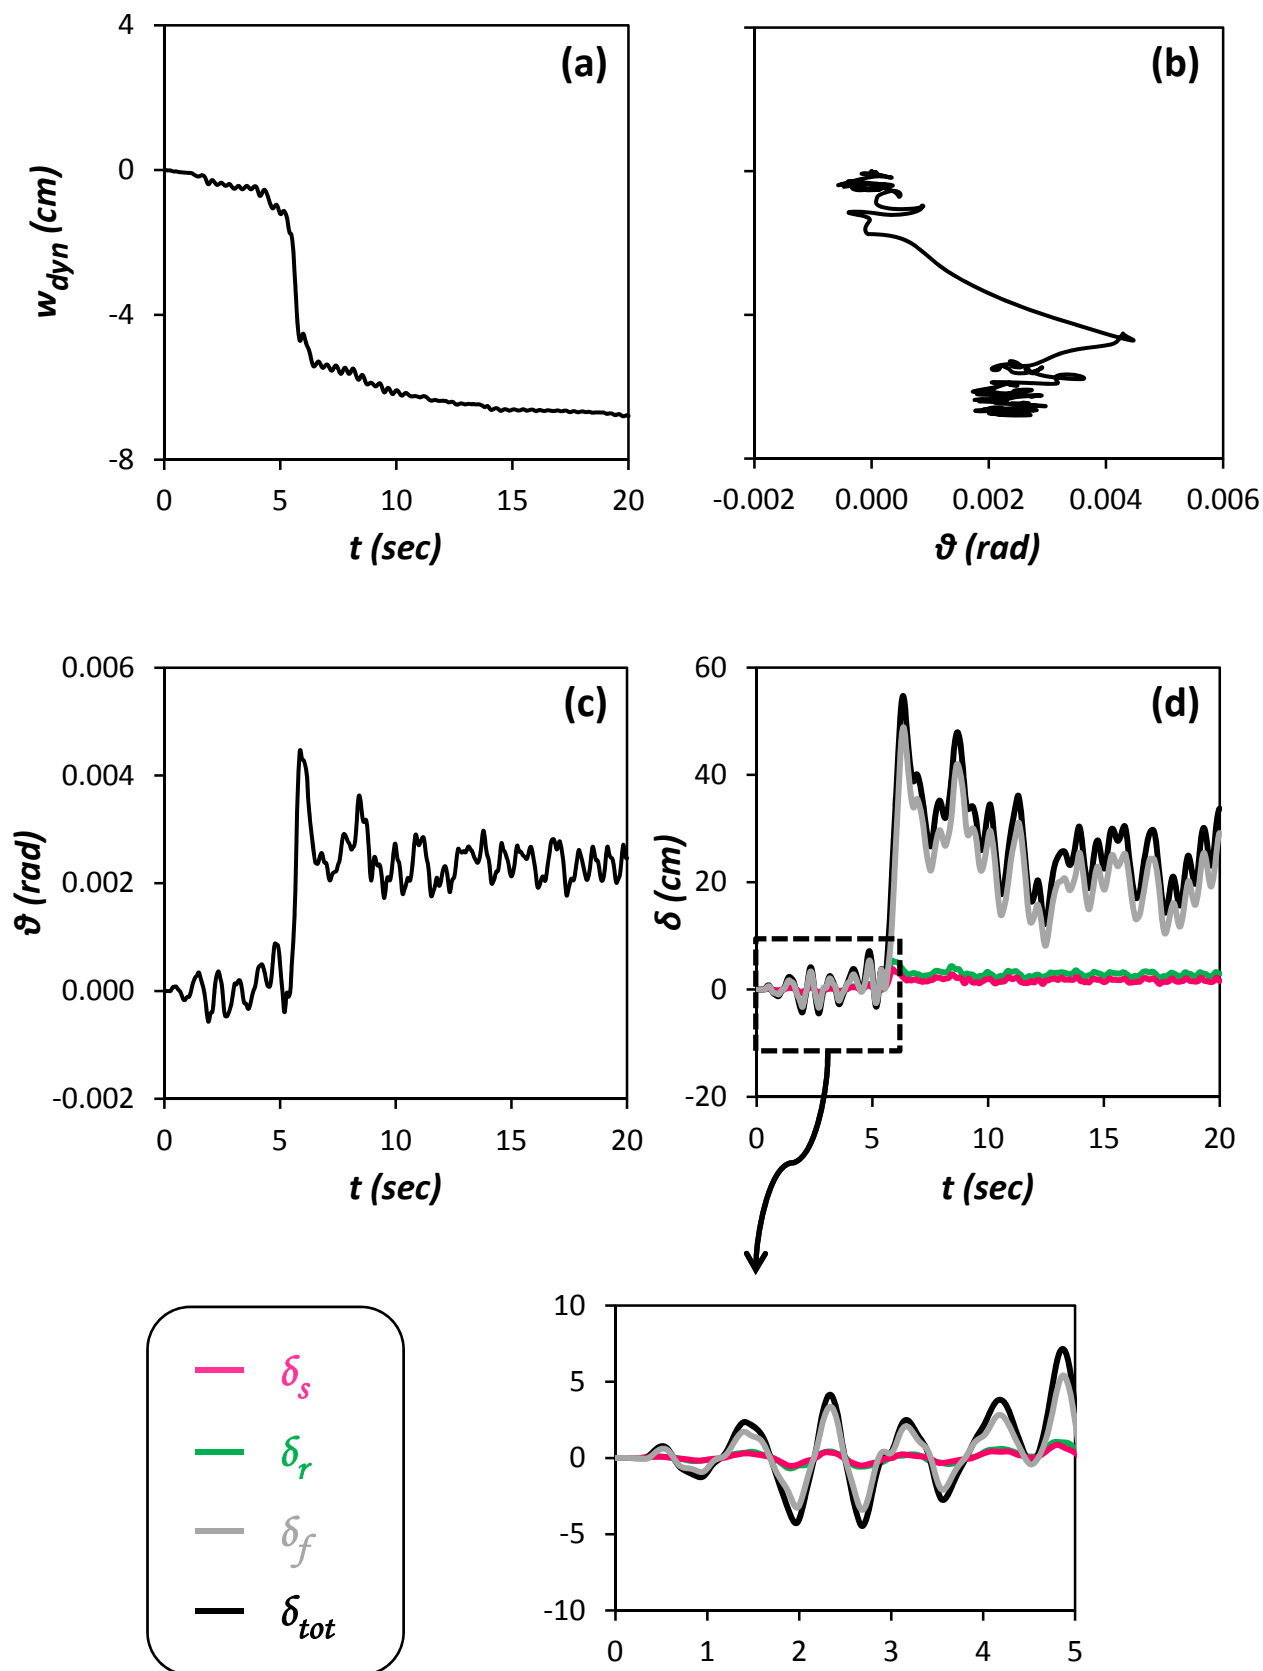 4
0
-4
-8
w_dyn (cm)
(a)
0 5 10 15 20
t (sec)
(b)
-0.002 0.000 0.002 0.004 0.006
ϑ (rad)
0.006
0.004
0.002
0.000
-0.002
ϑ (rad)
(c)
0 5 10 15 20
t (sec)
60
40
20
0
-20
δ (cm)
(d)
0 5 10 15 20
t (sec)
δ_s
δ_r
δ_f
δ_tot
10
5
0
-5
-10
0 1 2 3 4 5